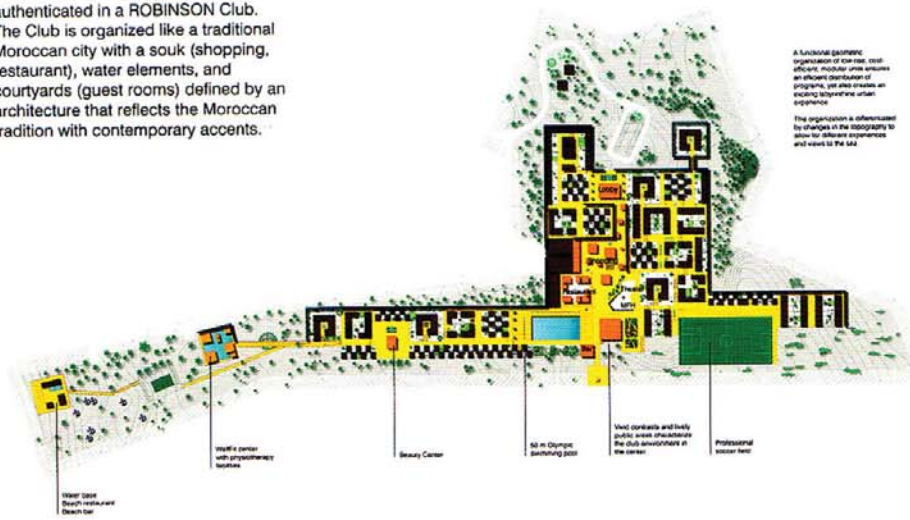 authenticated in a ROBINSON Club.
The Club is organized like a traditional
Moroccan city with a souk (shopping,
restaurant), water elements, and
courtyards (guest rooms) defined by an
architecture that reflects the Moroccan
tradition with contemporary accents.
A functional geometric
organization of low-rise, cost-
efficient, modular units ensures
an efficient distribution of
programs, yet also creates an
exciting labyrinthine urban
experience
The organization is differentiated
by changes in the topography to
allow for different experiences
and views to the sea
Lobby
Shopping
Restaurant
Theater
MPH
Water base
Beach restaurant
Beach bar
center
with physiotherapy
facilities
Beauty Center
50 m Olympic
swimming pool
Vivid contrasts and lively
public areas characterize
the club environment in
the center
Professional
soccer field